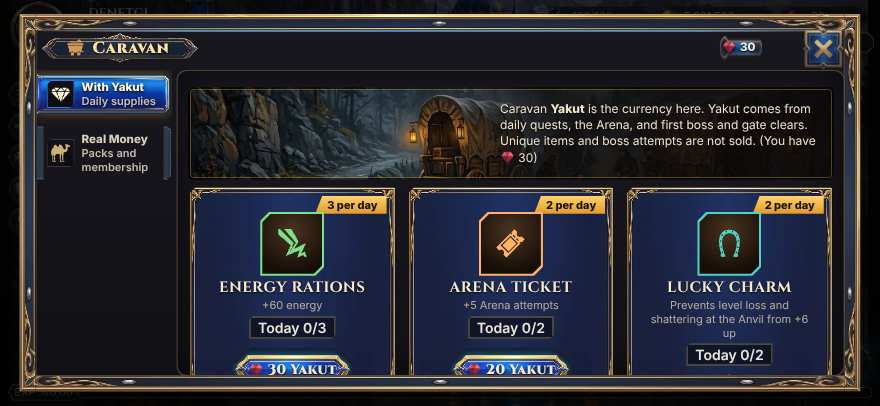 CARAVAN
30
With Yakut
Daily supplies
Real Money
Packs and
membership
Caravan Yakut is the currency here. Yakut comes from
daily quests, the Arena, and first boss and gate clears.
Unique items and boss attempts are not sold. (You have
30)
3 per day
ENERGY RATIONS
+60 energy
Today 0/3
30 YAKUT
2 per day
ARENA TICKET
+5 Arena attempts
Today 0/2
20 YAKUT
2 per day
LUCKY CHARM
Prevents level loss and
shattering at the Anvil from +6
up
Today 0/2